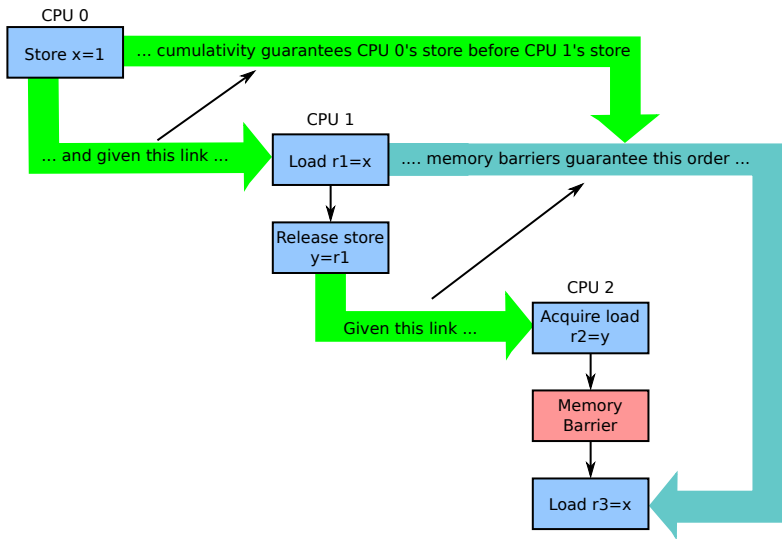 CPU 0
Store x=1
... cumulativity guarantees CPU 0's store before CPU 1's store
CPU 1
... and given this link ...
Load r1=x
.... memory barriers guarantee this order ...
Release store
y=r1
CPU 2
Given this link ...
Acquire load
r2=y
Memory
Barrier
Load r3=x